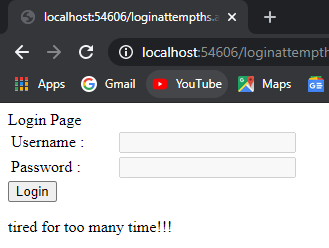 localhost:54606/loginattempths.a
localhost:54606/loginattempth
Apps
Gmail
YouTube
Maps
Login Page
Username :
Password :
Login
tired for too many time!!!